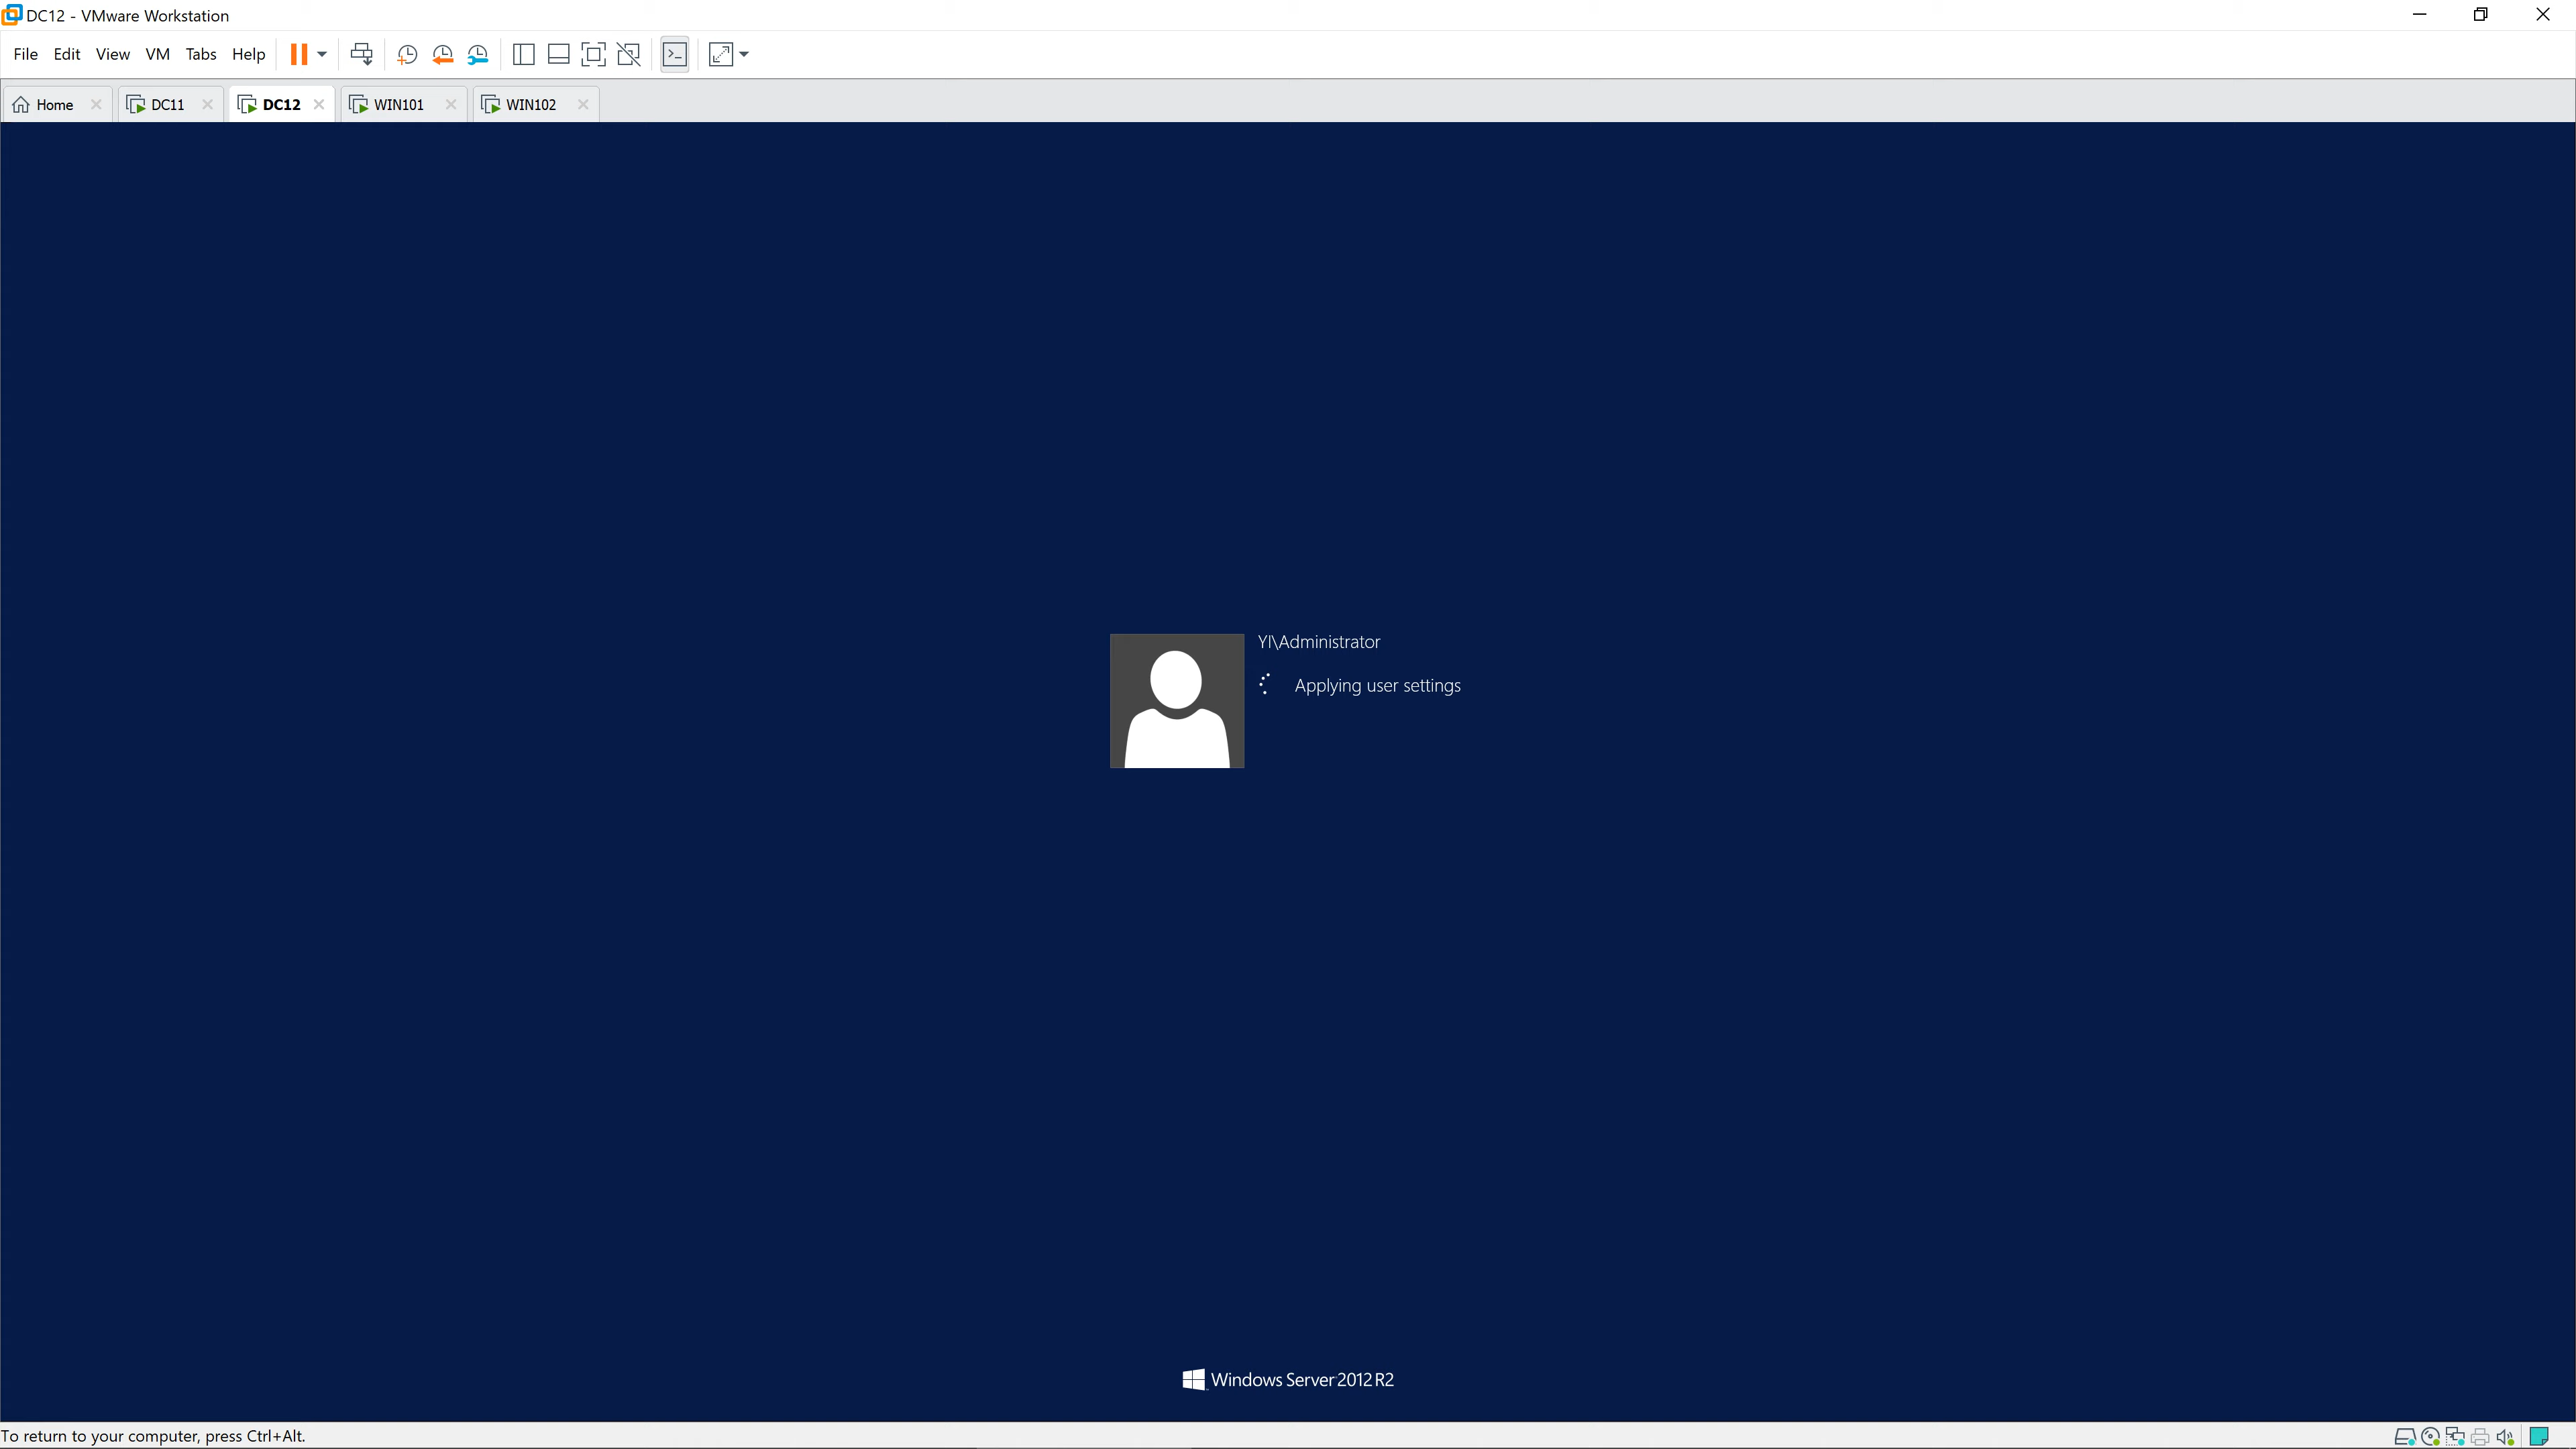 DC12 - VMware Workstation
File Edit View VM Tabs Help
Home DC11 DC12 WIN101 WIN102
YI\Administrator
Applying user settings
Windows Server 2012 R2
To return to your computer, press Ctrl+Alt.